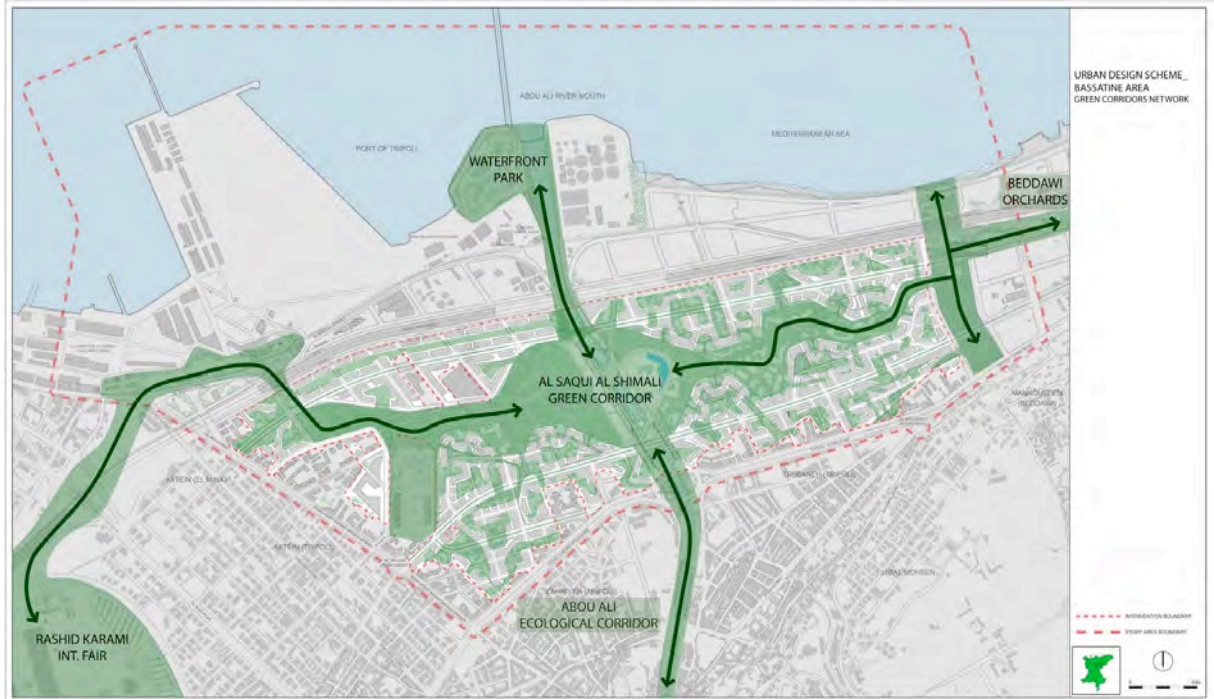 URBAN DESIGN SCHEME_
BASSATINE AREA
GREEN CORRIDORS NETWORK
ABOU ALI RIVER MOUTH
PORT OF TRIPOLI
MEDITERRANEAN SEA
WATERFRONT
PARK
BEDDAWI
ORCHARDS
AL SAQUI AL SHIMALI
GREEN CORRIDOR
JABAL MOHSEN
ABOU ALI
ECOLOGICAL CORRIDOR
RASHID KARAMI
INT. FAIR
INTERVENTION BOUNDARY
STUDY AREA BOUNDARY